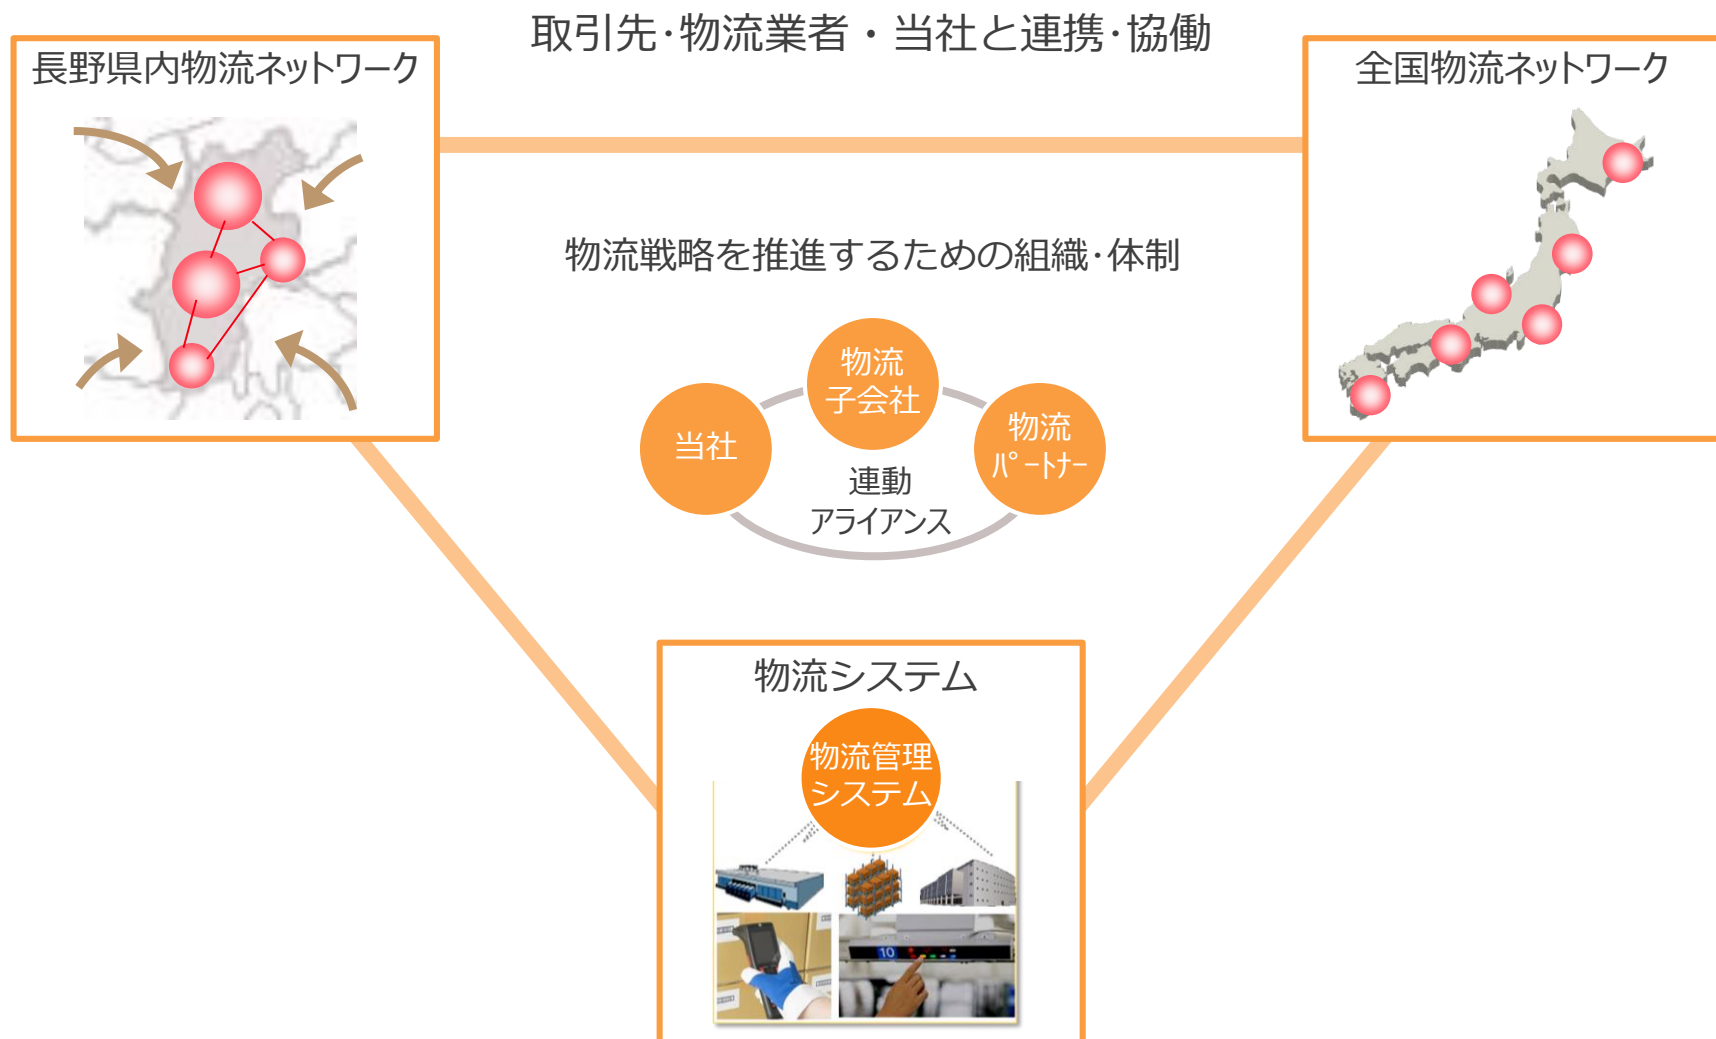 取引先･物流業者・当社と連携･協働
長野県内物流ネットワーク
全国物流ネットワーク
物流戦略を推進するための組織･体制
物流
子会社
当社
物流
ﾊﾟｰﾄﾅｰ
連動
アライアンス
物流システム
物流管理
システム
10